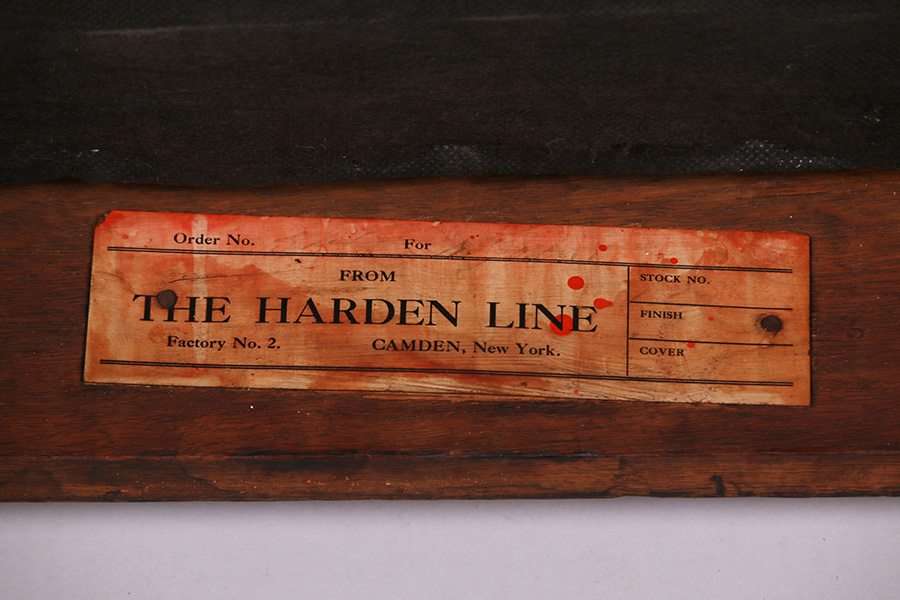 Order No. For
FROM
THE HARDEN LINE
Factory No. 2. CAMDEN, New York.
STOCK NO.
FINISH
COVER